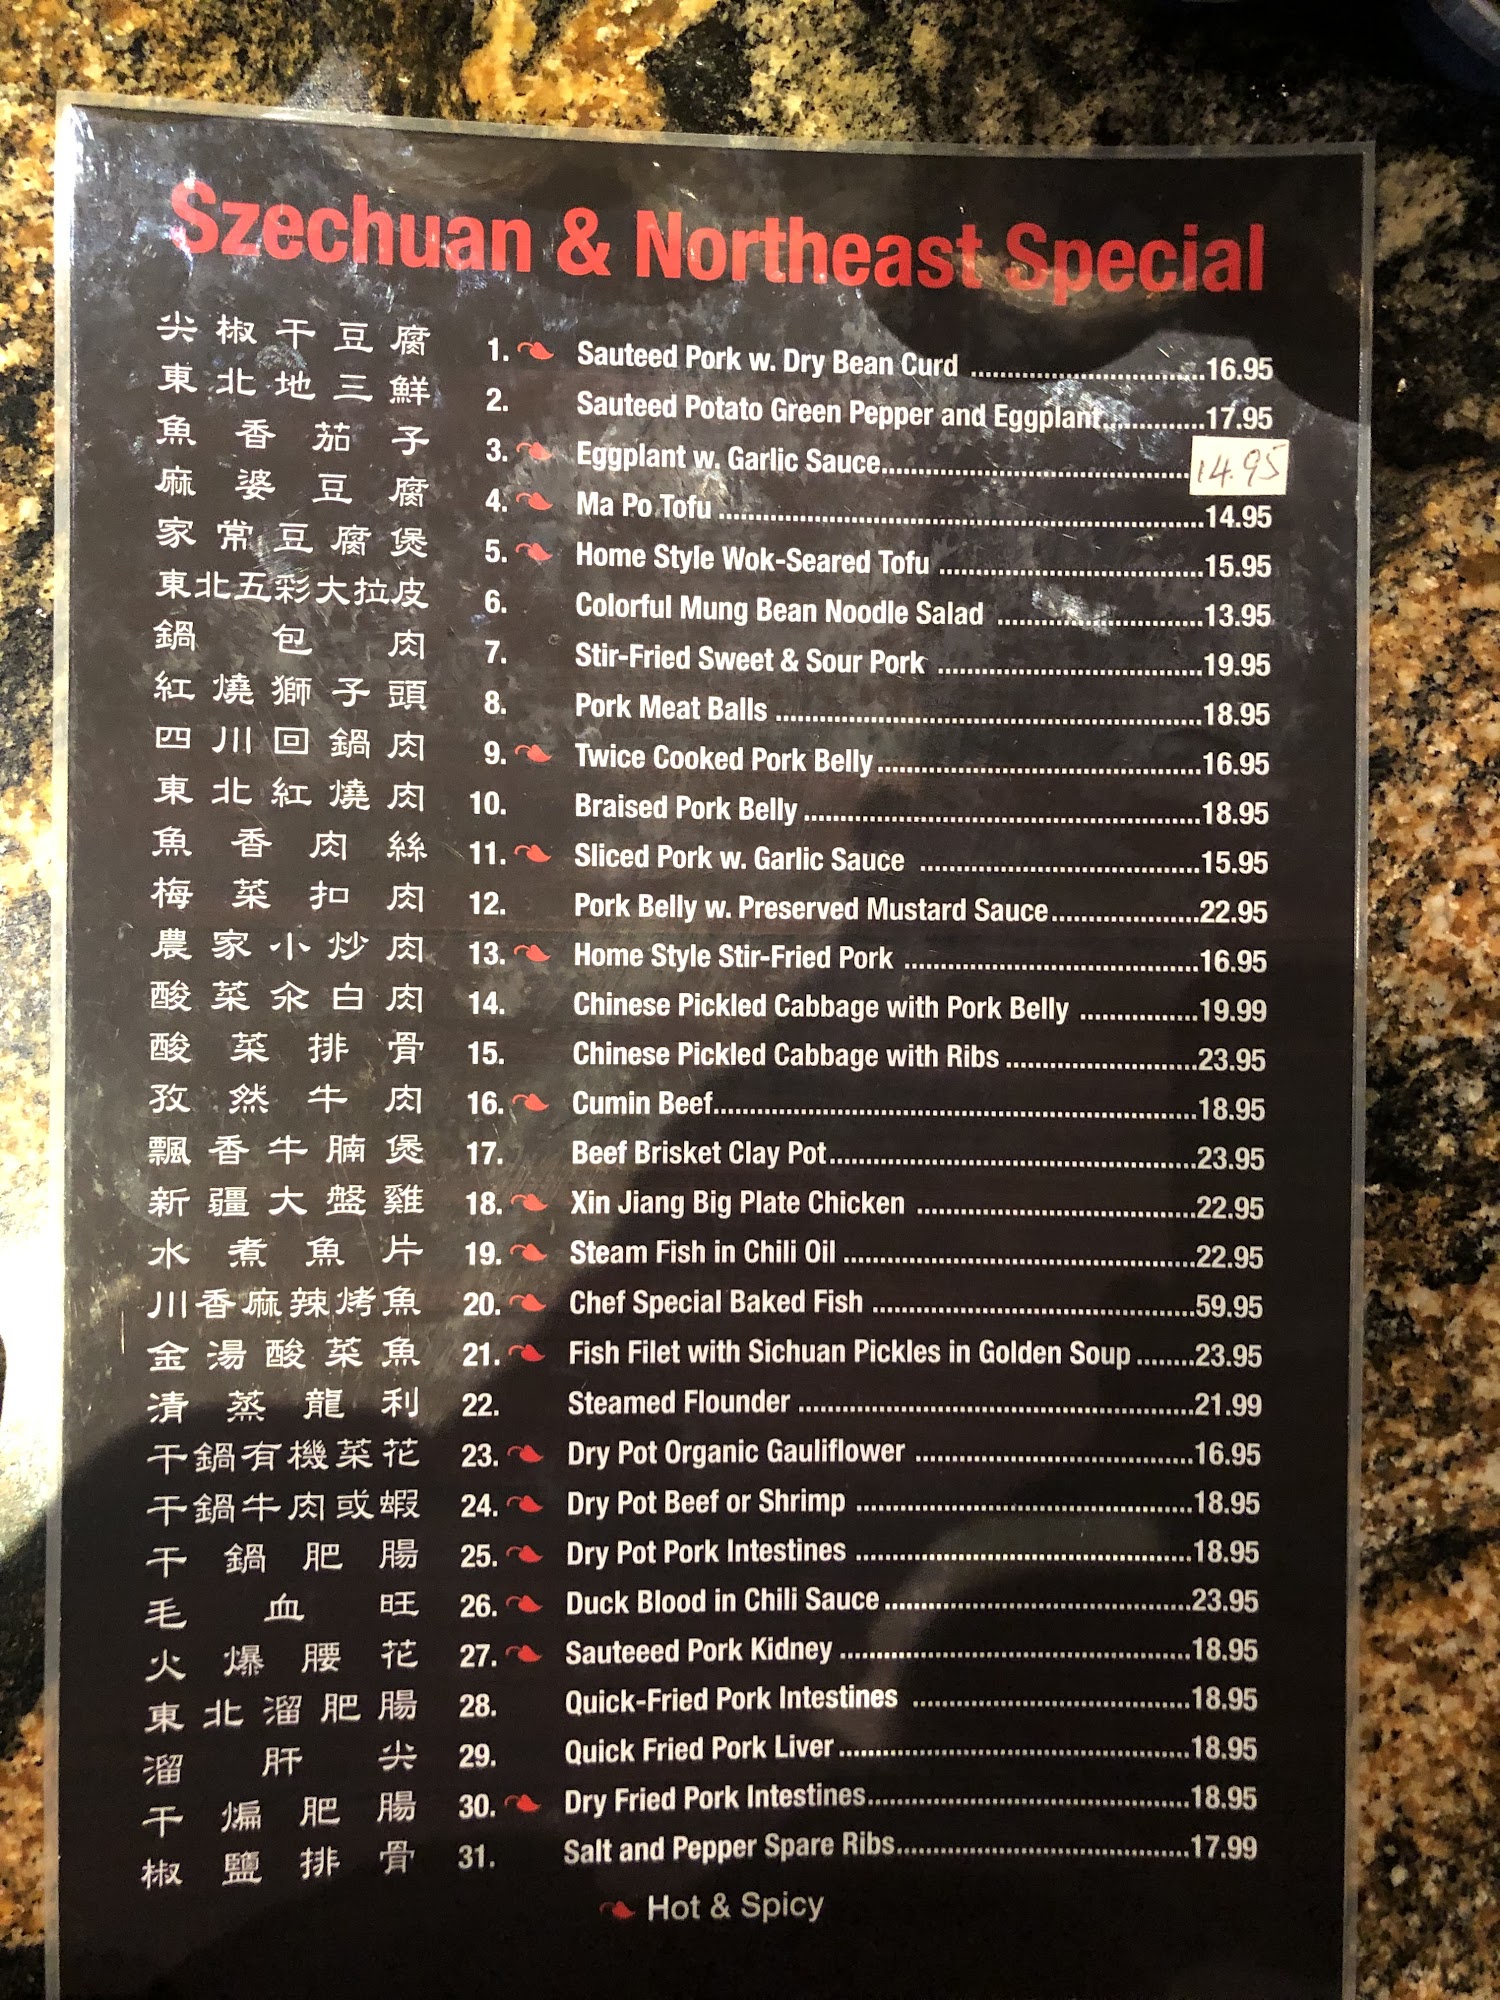 Szechuan & Northeast Special
尖椒干豆腐 1. Sauteed Pork w. Dry Bean Curd ................................16.95
東北地三鮮 2. Sauteed Potato Green Pepper and Eggplant..............17.95
魚香茄子 3. Eggplant w. Garlic Sauce..........................................14.95
麻婆豆腐 4. Ma Po Tofu ..................................................................14.95
家常豆腐煲 5. Home Style Wok-Seared Tofu ....................................15.95
東北五彩大拉皮 6. Colorful Mung Bean Noodle Salad ............................13.95
鍋包肉 7. Stir-Fried Sweet & Sour Pork ....................................19.95
紅燒獅子頭 8. Pork Meat Balls ..........................................................18.95
四川回鍋肉 9. Twice Cooked Pork Belly............................................16.95
東北紅燒肉 10. Braised Pork Belly......................................................18.95
魚香肉絲 11. Sliced Pork w. Garlic Sauce ......................................15.95
梅菜扣肉 12. Pork Belly w. Preserved Mustard Sauce....................22.95
農家小炒肉 13. Home Style Stir-Fried Pork ........................................16.95
酸菜汆白肉 14. Chinese Pickled Cabbage with Pork Belly ................19.99
酸菜排骨 15. Chinese Pickled Cabbage with Ribs ..........................23.95
孜然牛肉 16. Cumin Beef..................................................................18.95
飄香牛腩煲 17. Beef Brisket Clay Pot..................................................23.95
新疆大盤雞 18. Xin Jiang Big Plate Chicken ......................................22.95
水煮魚片 19. Steam Fish in Chili Oil ................................................22.95
川香麻辣烤魚 20. Chef Special Baked Fish ............................................59.95
金湯酸菜魚 21. Fish Filet with Sichuan Pickles in Golden Soup ........23.95
清蒸龍利 22. Steamed Flounder ......................................................21.99
干鍋有機菜花 23. Dry Pot Organic Gauliflower ......................................16.95
干鍋牛肉或蝦 24. Dry Pot Beef or Shrimp ..............................................18.95
干鍋肥腸 25. Dry Pot Pork Intestines ..............................................18.95
毛血旺 26. Duck Blood in Chili Sauce..........................................23.95
火爆腰花 27. Sauteeed Pork Kidney ................................................18.95
東北溜肥腸 28. Quick-Fried Pork Intestines ......................................18.95
溜肝尖 29. Quick Fried Pork Liver................................................18.95
干煸肥腸 30. Dry Fried Pork Intestines............................................18.95
椒鹽排骨 31. Salt and Pepper Spare Ribs........................................17.99
Hot & Spicy